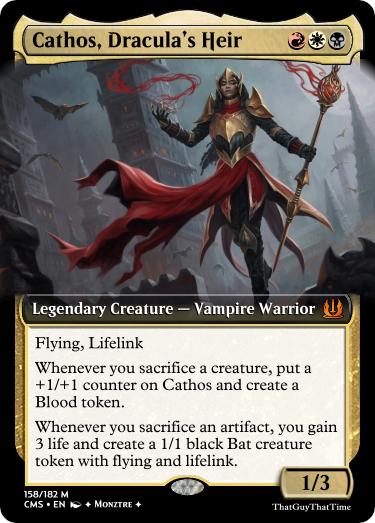 Cathos, Dracula's Heir
Legendary Creature — Vampire Warrior
Flying, Lifelink
Whenever you sacrifice a creature, put a
+1/+1 counter on Cathos and create a
Blood token.
Whenever you sacrifice an artifact, you gain
3 life and create a 1/1 black Bat creature
token with flying and lifelink.
1/3
158/182 M
CMS • EN ✦ Monztre ✦
ThatGuyThatTime